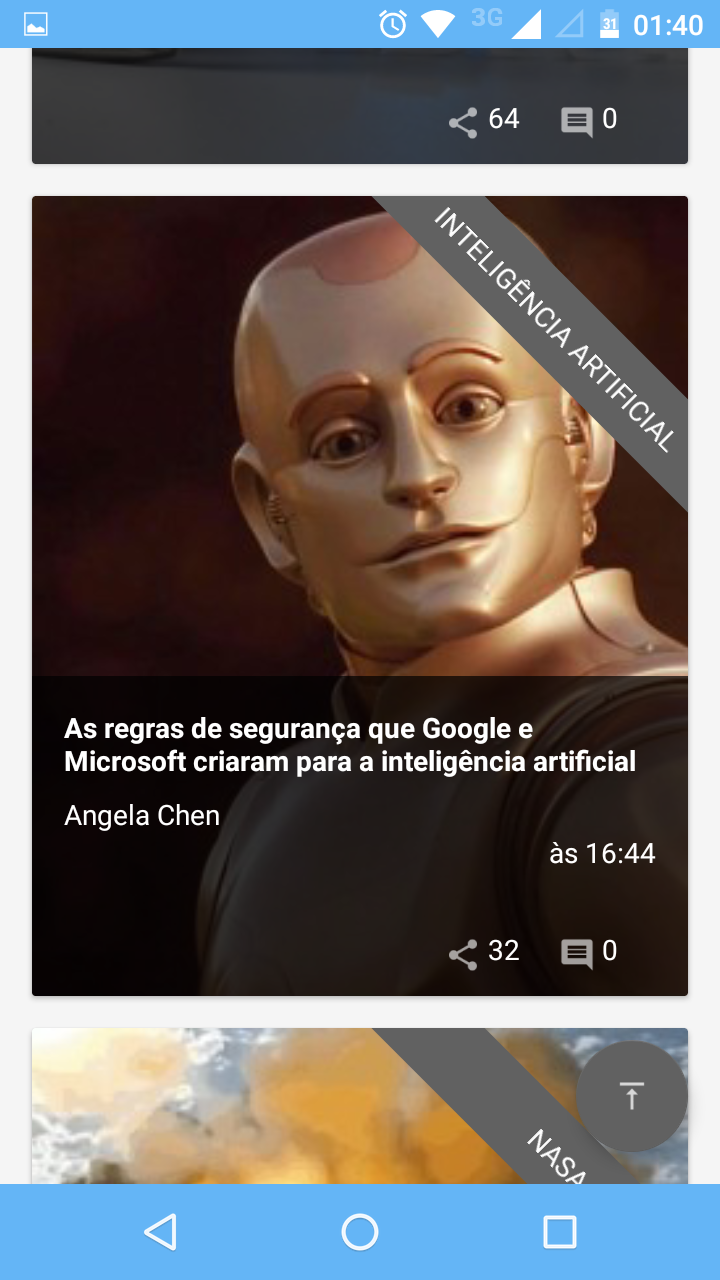 3G
31
01:40
64
0
INTELIGÊNCIA ARTIFICIAL
As regras de segurança que Google e
Microsoft criaram para a inteligência artificial
Angela Chen
às 16:44
32
0
NASA